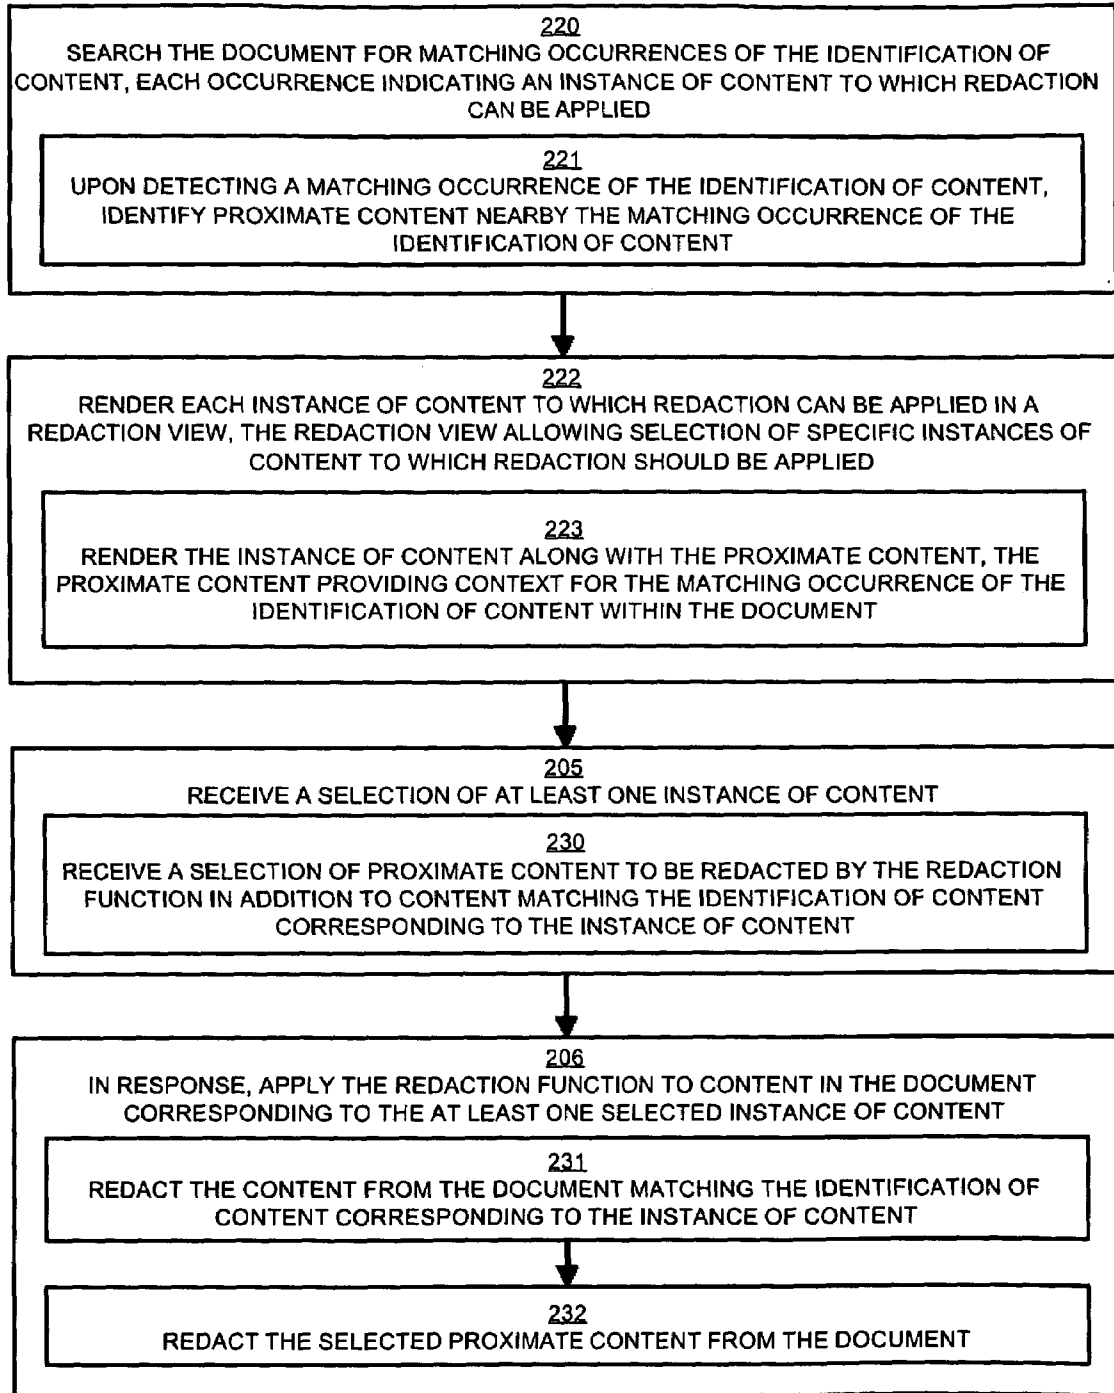 220
SEARCH THE DOCUMENT FOR MATCHING OCCURRENCES OF THE IDENTIFICATION OF
CONTENT, EACH OCCURRENCE INDICATING AN INSTANCE OF CONTENT TO WHICH REDACTION
CAN BE APPLIED
221
UPON DETECTING A MATCHING OCCURRENCE OF THE IDENTIFICATION OF CONTENT,
IDENTIFY PROXIMATE CONTENT NEARBY THE MATCHING OCCURRENCE OF THE
IDENTIFICATION OF CONTENT
222
RENDER EACH INSTANCE OF CONTENT TO WHICH REDACTION CAN BE APPLIED IN A
REDACTION VIEW, THE REDACTION VIEW ALLOWING SELECTION OF SPECIFIC INSTANCES OF
CONTENT TO WHICH REDACTION SHOULD BE APPLIED
223
RENDER THE INSTANCE OF CONTENT ALONG WITH THE PROXIMATE CONTENT, THE
PROXIMATE CONTENT PROVIDING CONTEXT FOR THE MATCHING OCCURRENCE OF THE
IDENTIFICATION OF CONTENT WITHIN THE DOCUMENT
205
RECEIVE A SELECTION OF AT LEAST ONE INSTANCE OF CONTENT
230
RECEIVE A SELECTION OF PROXIMATE CONTENT TO BE REDACTED BY THE REDACTION
FUNCTION IN ADDITION TO CONTENT MATCHING THE IDENTIFICATION OF CONTENT
CORRESPONDING TO THE INSTANCE OF CONTENT
206
IN RESPONSE, APPLY THE REDACTION FUNCTION TO CONTENT IN THE DOCUMENT
CORRESPONDING TO THE AT LEAST ONE SELECTED INSTANCE OF CONTENT
231
REDACT THE CONTENT FROM THE DOCUMENT MATCHING THE IDENTIFICATION OF
CONTENT CORRESPONDING TO THE INSTANCE OF CONTENT
232
REDACT THE SELECTED PROXIMATE CONTENT FROM THE DOCUMENT